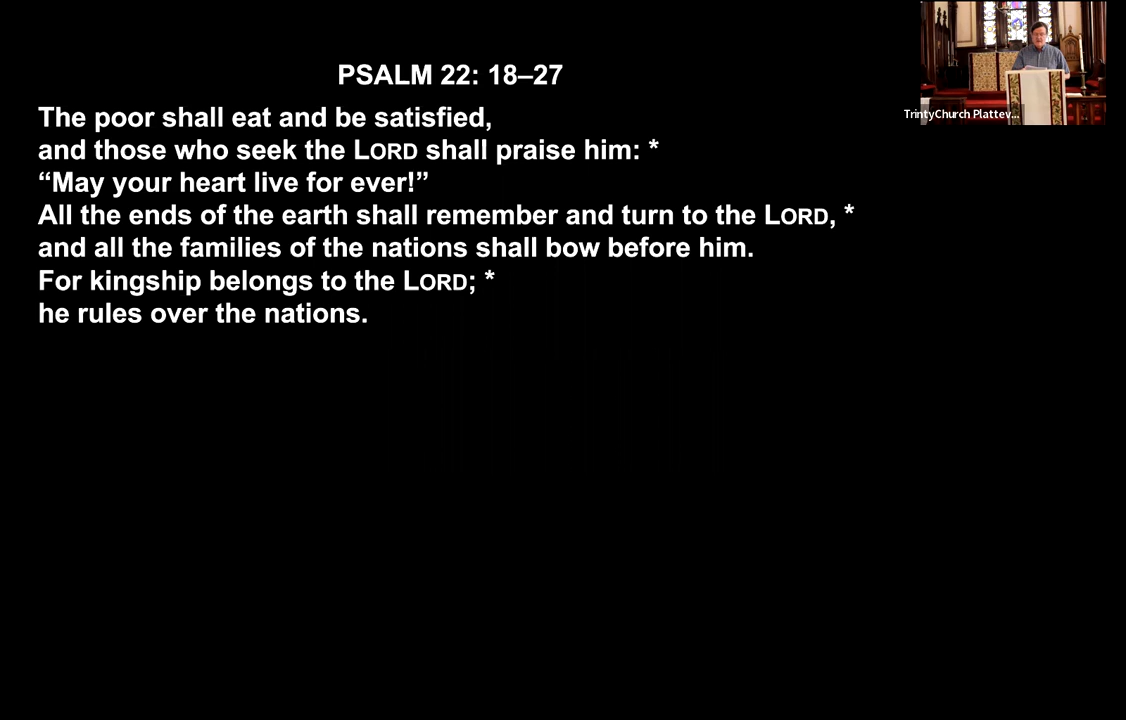 PSALM 22: 18–27
The poor shall eat and be satisfied,
and those who seek the LORD shall praise him: *
“May your heart live for ever!”
All the ends of the earth shall remember and turn to the LORD, *
and all the families of the nations shall bow before him.
For kingship belongs to the LORD; *
he rules over the nations.
TrintyChurch Plattev...